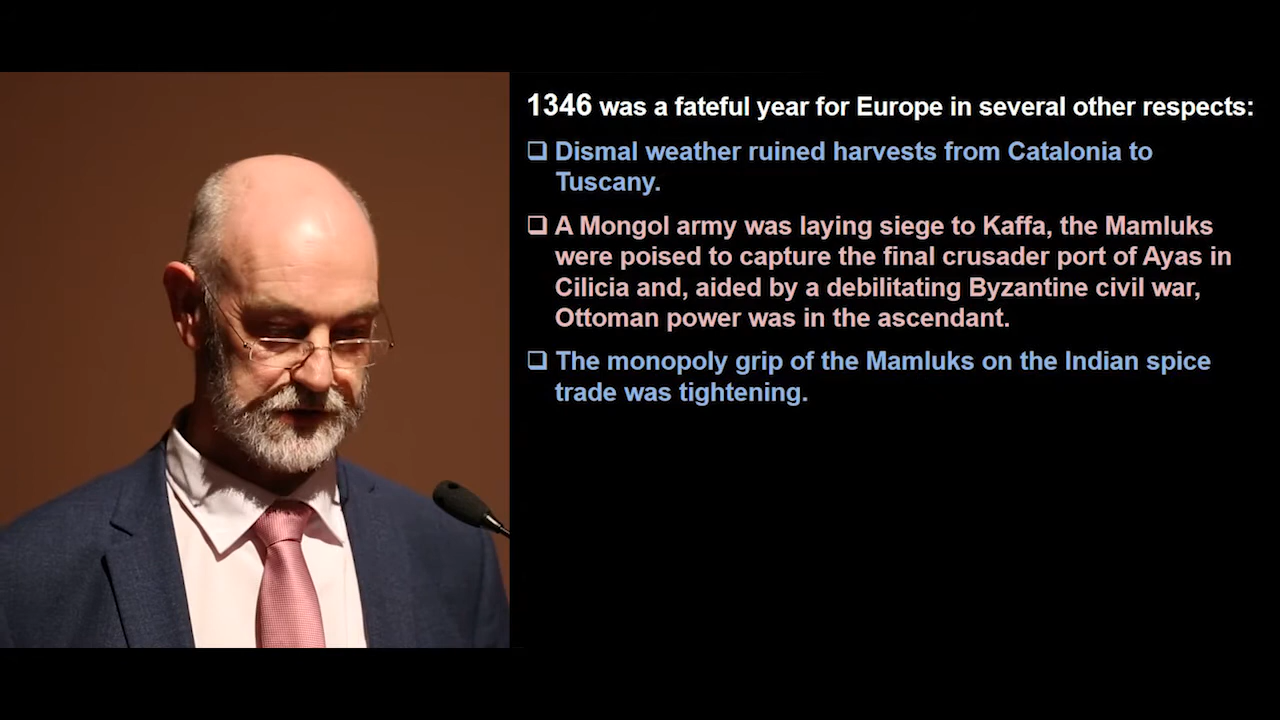 1346 was a fateful year for Europe in several other respects:
❑ Dismal weather ruined harvests from Catalonia to
Tuscany.
❑ A Mongol army was laying siege to Kaffa, the Mamluks
were poised to capture the final crusader port of Ayas in
Cilicia and, aided by a debilitating Byzantine civil war,
Ottoman power was in the ascendant.
❑ The monopoly grip of the Mamluks on the Indian spice
trade was tightening.